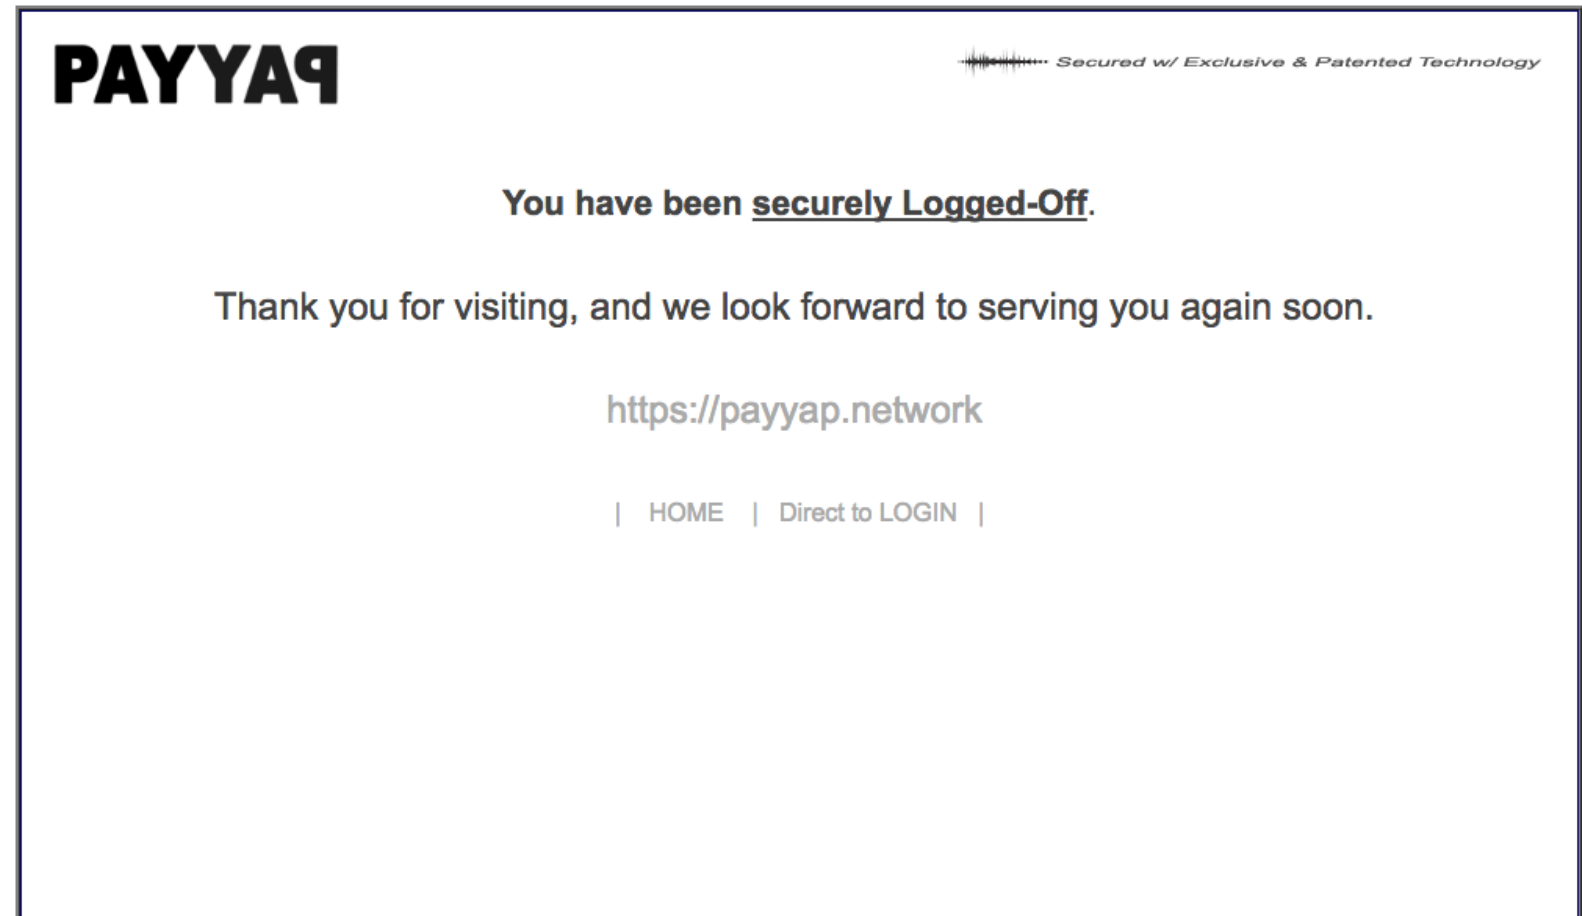 PAYYAP
Secured w/ Exclusive & Patented Technology
You have been securely Logged-Off.
Thank you for visiting, and we look forward to serving you again soon.
https://payyap.network
| HOME | Direct to LOGIN |